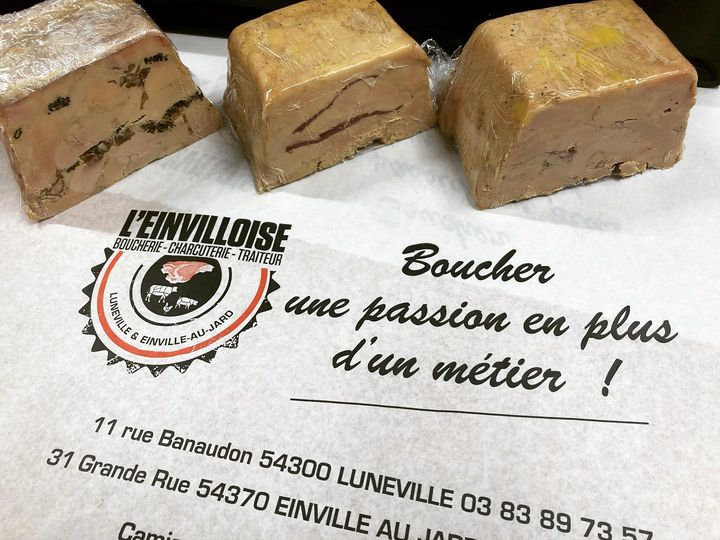 L'EINVILLOISE
BOUCHERIE - CHARCUTERIE - TRAITEUR
LUNEVILLE & EINVILLE-AU-JARD
Boucher
une passion en plus
d'un métier !
11 rue Banaudon 54300 LUNEVILLE 03 83 89 73 57
31 Grande Rue 54370 EINVILLE AU JARD